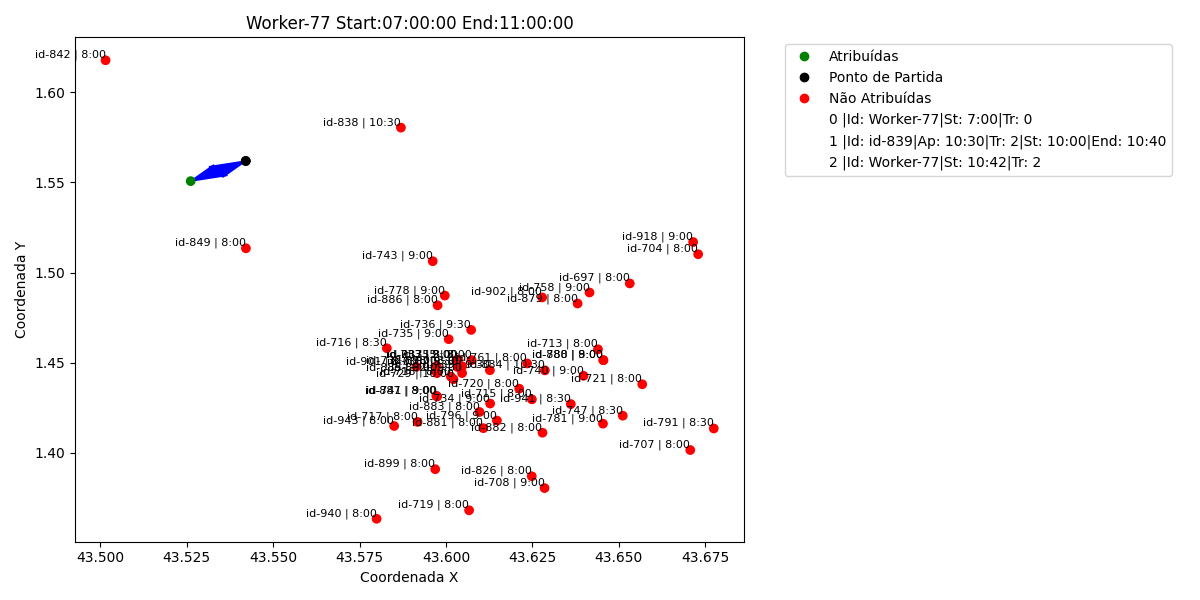 Worker-77 Start:07:00:00 End:11:00:00
id-842 | 8:00
id-838 | 10:30
id-849 | 8:00
id-743 | 9:00
id-918 | 9:00
id-704 | 8:00
id-697 | 8:00
id-758 | 9:00
id-902 | 8:00
id-879 | 8:00
id-778 | 9:00
id-886 | 8:00
id-736 | 9:30
id-735 | 9:00
id-716 | 8:30
id-713 | 8:00
id-721 | 8:00
id-720 | 8:00
id-715 | 8:00
id-734 | 9:00
id-941 | 8:30
id-883 | 8:00
id-747 | 8:30
id-796 | 9:00
id-781 | 9:00
id-717 | 8:00
id-943 | 8:00
id-881 | 8:00
id-882 | 8:00
id-791 | 8:30
id-707 | 8:00
id-899 | 8:00
id-826 | 8:00
id-708 | 9:00
id-719 | 8:00
id-940 | 8:00
1.60
1.55
1.50
1.45
1.40
Coordenada Y
43.500 43.525 43.550 43.575 43.600 43.625 43.650 43.675
Coordenada X
Atribuídas
Ponto de Partida
Não Atribuídas
0 |Id: Worker-77|St: 7:00|Tr: 0
1 |Id: id-839|Ap: 10:30|Tr: 2|St: 10:00|End: 10:40
2 |Id: Worker-77|St: 10:42|Tr: 2